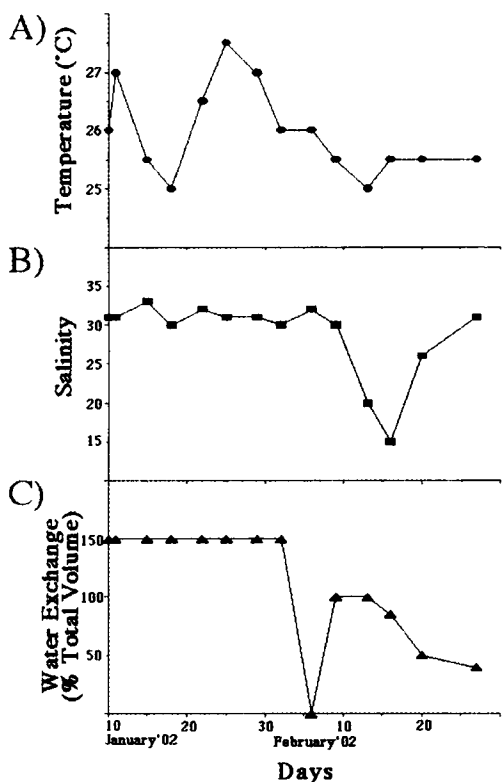 A)
Temperature (°C)
27
26
25
B)
Salinity
35
30
25
20
15
C)
Water Exchange
(% Total Volume)
150
100
50
10 20 30 10 20
January'02 February'02
Days